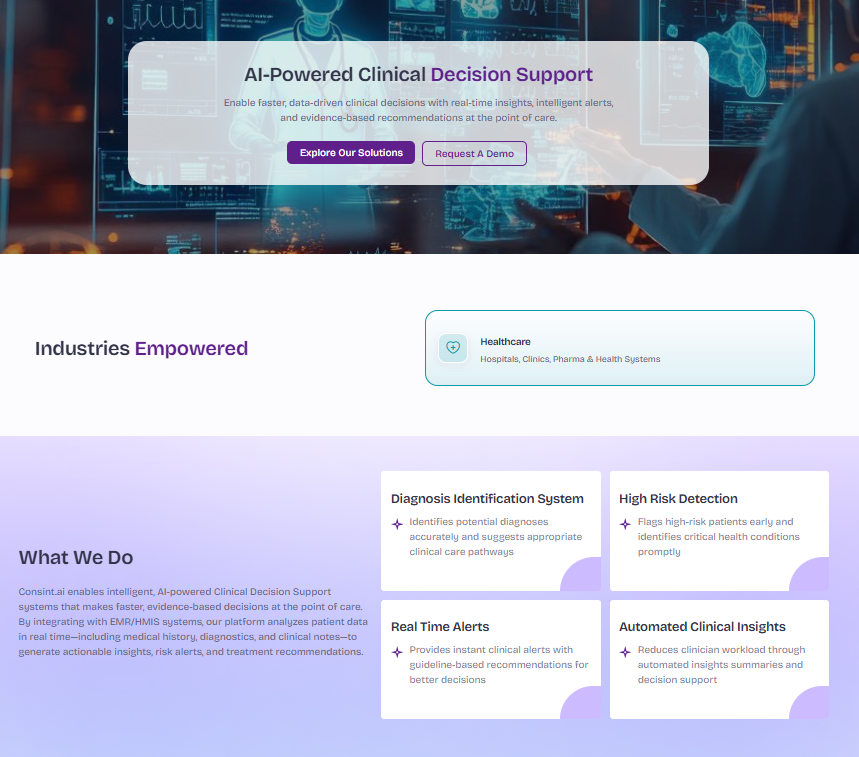 AI-Powered Clinical Decision Support
Enable faster, data-driven clinical decisions with real-time insights, intelligent alerts,
and evidence-based recommendations at the point of care.
Explore Our Solutions
Request A Demo
Industries Empowered
Healthcare
Hospitals, Clinics, Pharma & Health Systems
What We Do
Consint.ai enables intelligent, AI-powered Clinical Decision Support
systems that makes faster, evidence-based decisions at the point of care.
By integrating with EMR/HMIS systems, our platform analyzes patient data
in real time—including medical history, diagnostics, and clinical notes—to
generate actionable insights, risk alerts, and treatment recommendations.
Diagnosis Identification System
Identifies potential diagnoses
accurately and suggests appropriate
clinical care pathways
High Risk Detection
Flags high-risk patients early and
identifies critical health conditions
promptly
Real Time Alerts
Provides instant clinical alerts with
guideline-based recommendations for
better decisions
Automated Clinical Insights
Reduces clinician workload through
automated insights summaries and
decision support